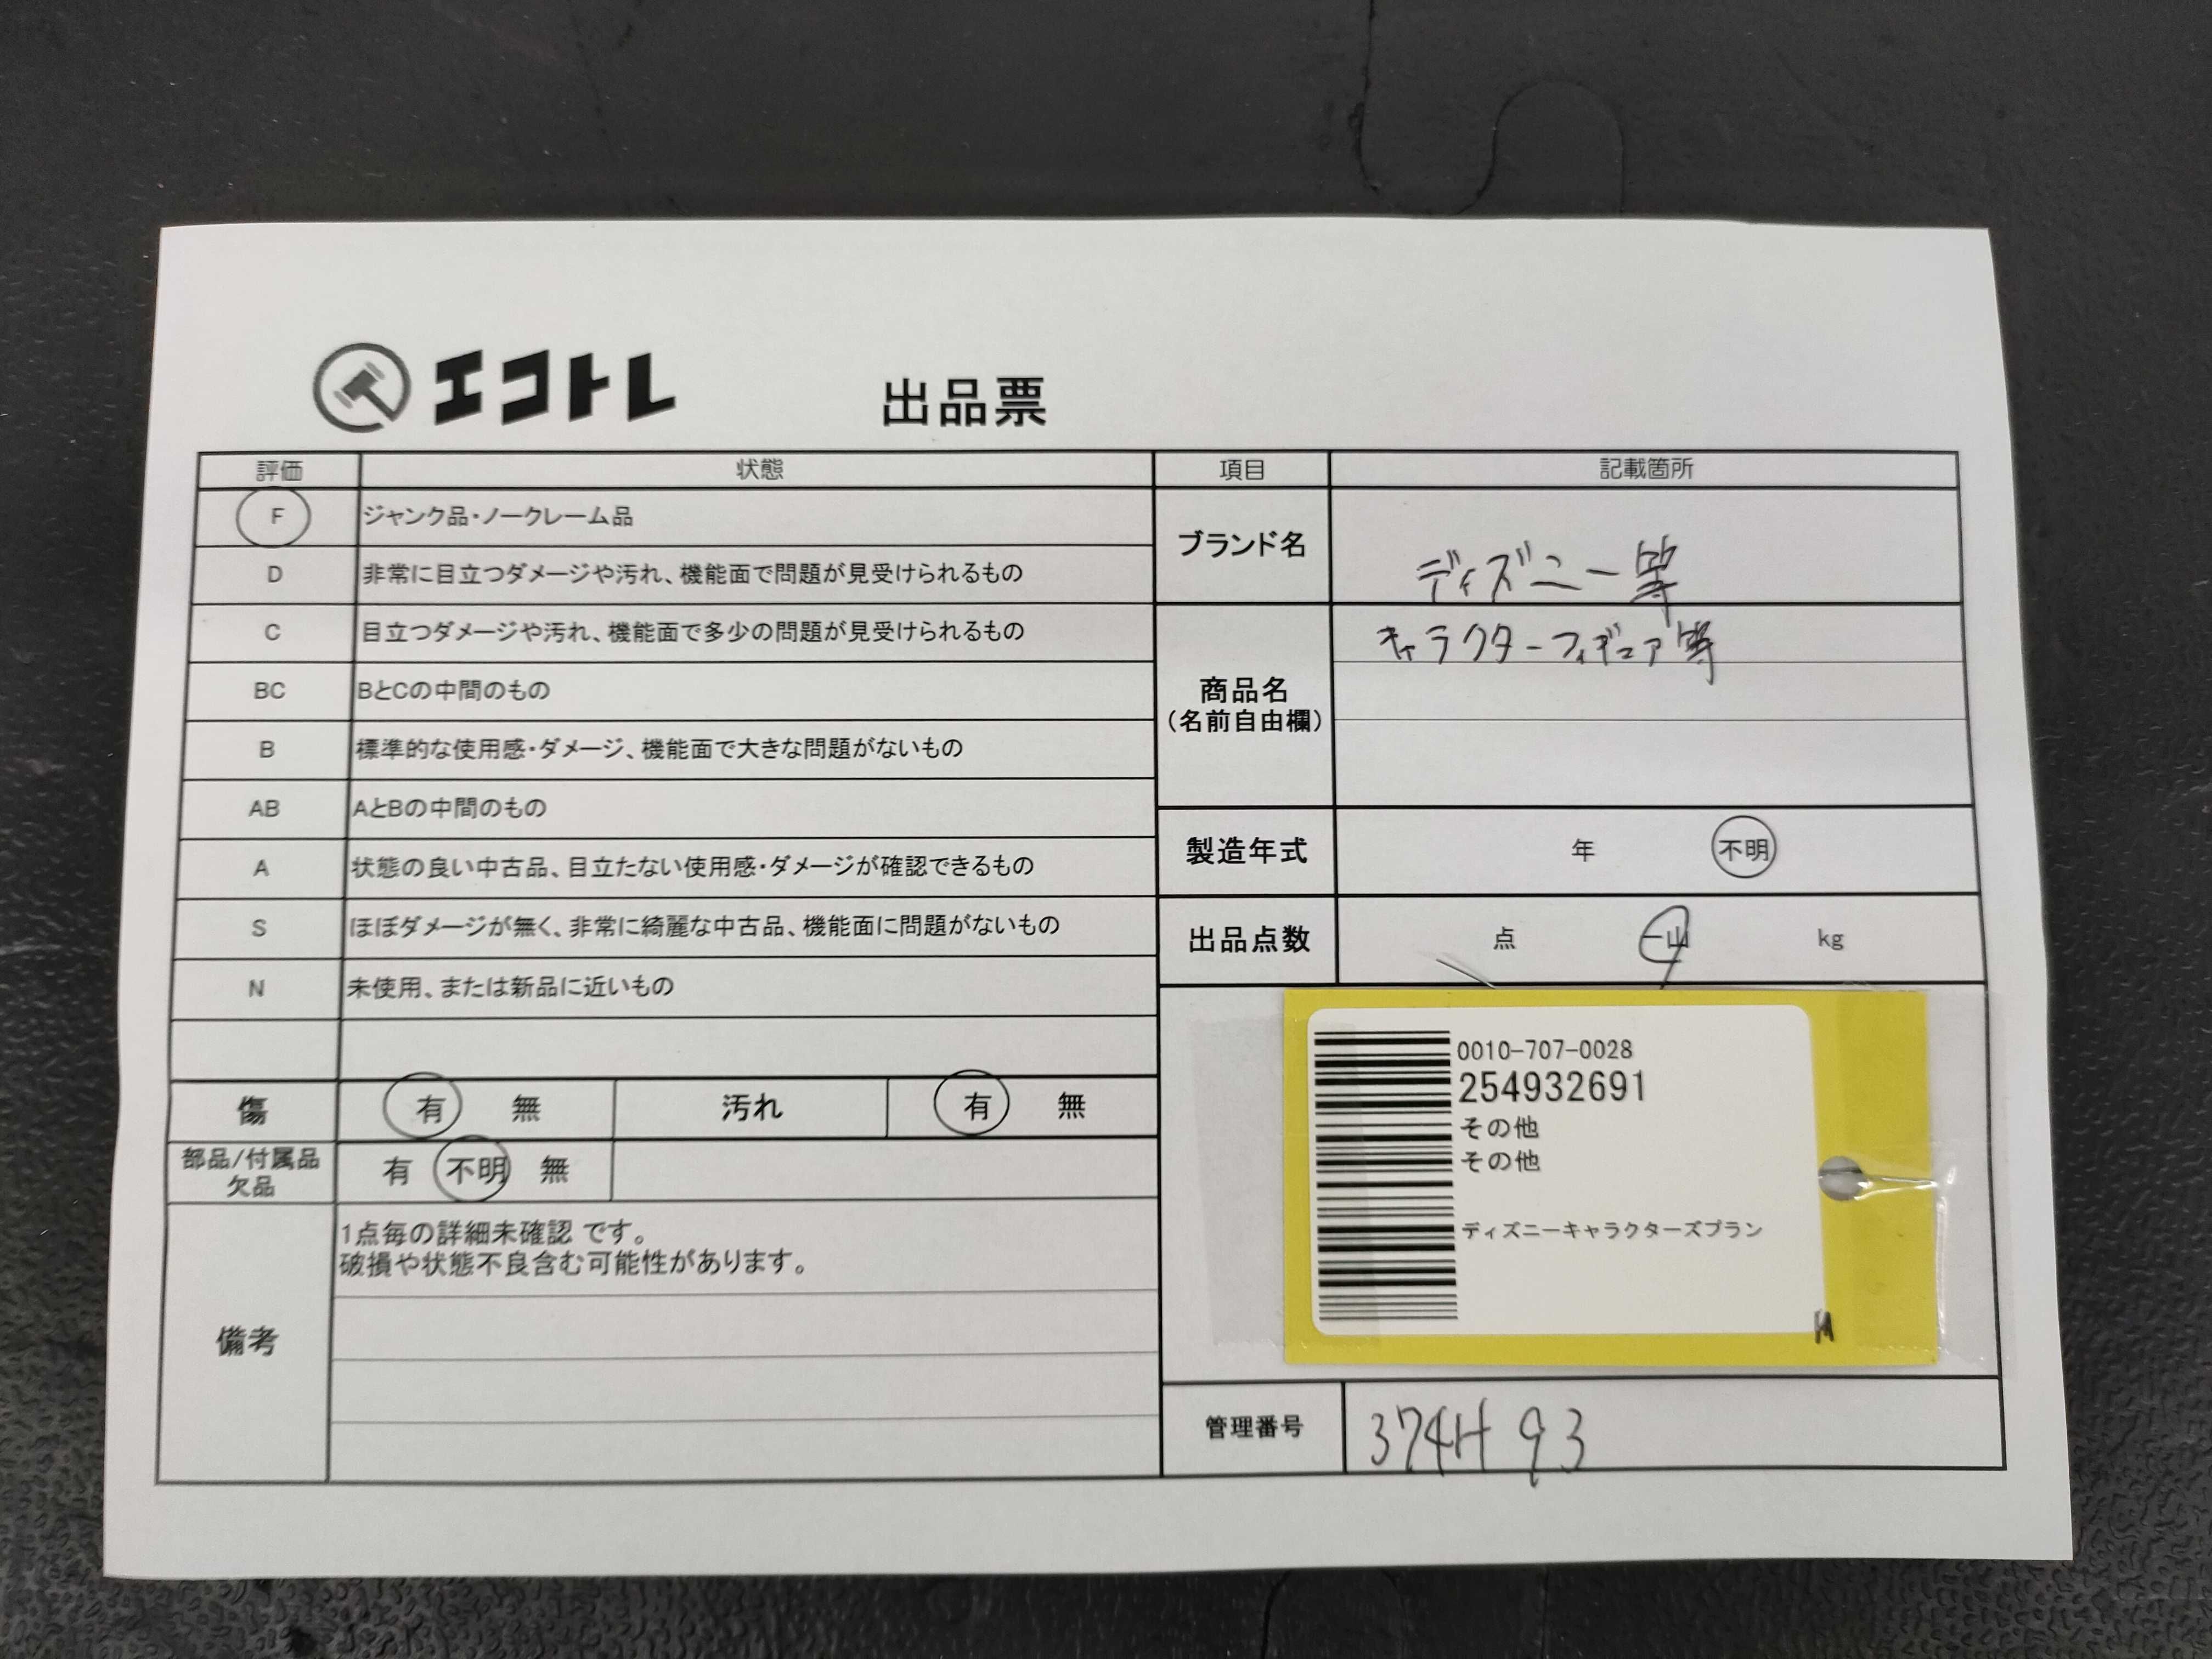 エコトレ 出品票
評価 状態 項目 記載箇所
F ジャンク品・ノークレーム品
D 非常に目立つダメージや汚れ、機能面で問題が見受けられるもの
C 目立つダメージや汚れ、機能面で多少の問題が見受けられるもの
BC BとCの中間のもの
B 標準的な使用感・ダメージ、機能面で大きな問題がないもの
AB AとBの中間のもの
A 状態の良い中古品、目立たない使用感・ダメージが確認できるもの
S ほぼダメージが無く、非常に綺麗な中古品、機能面に問題がないもの
N 未使用、または新品に近いもの
傷 有 無 汚れ 有 無
部品/付属品
欠品
有 不明 無
備考
1点毎の詳細未確認 です。
破損や状態不良含む可能性があります。
ブランド名
ディズニー等
商品名
(名前自由欄)
キャラクターフィギュア等
製造年式 年 不明
出品点数 点 一山 kg
0010-707-0028
254932691
その他
その他
ディズニーキャラクターズプラン
管理番号 374H 93